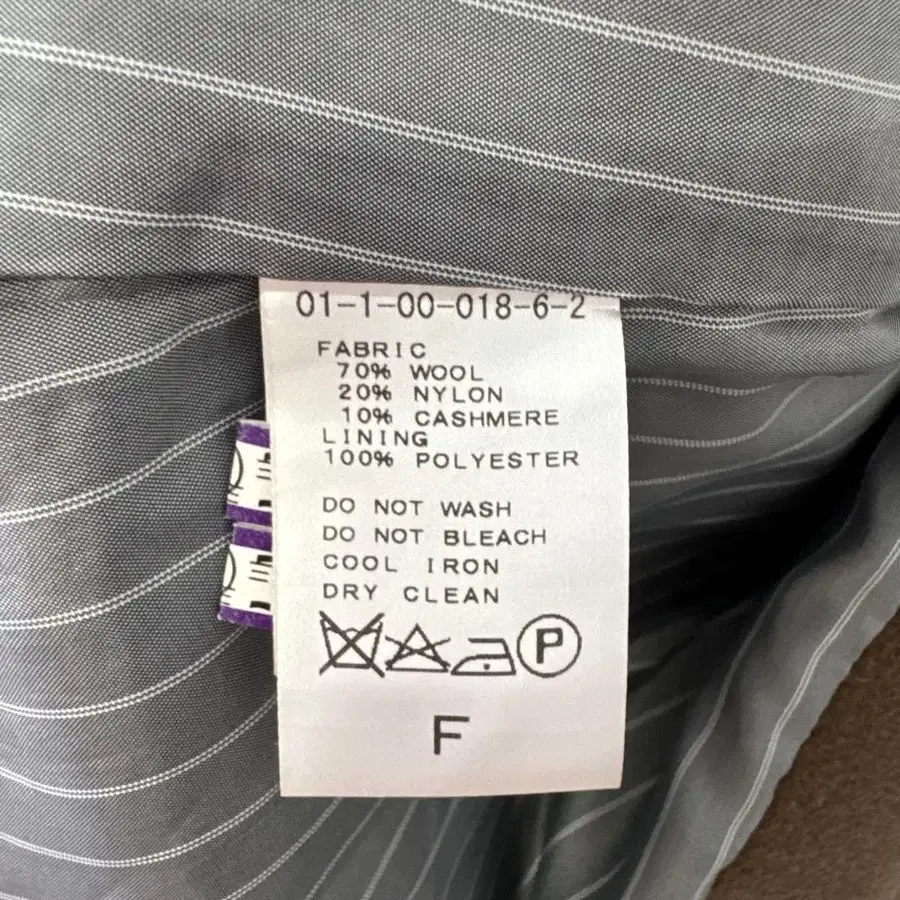 01-1-00-018-6-2
FABRIC
70% WOOL
20% NYLON
10% CASHMERE
LINING
100% POLYESTER
DO NOT WASH
DO NOT BLEACH
COOL IRON
DRY CLEAN
P
F